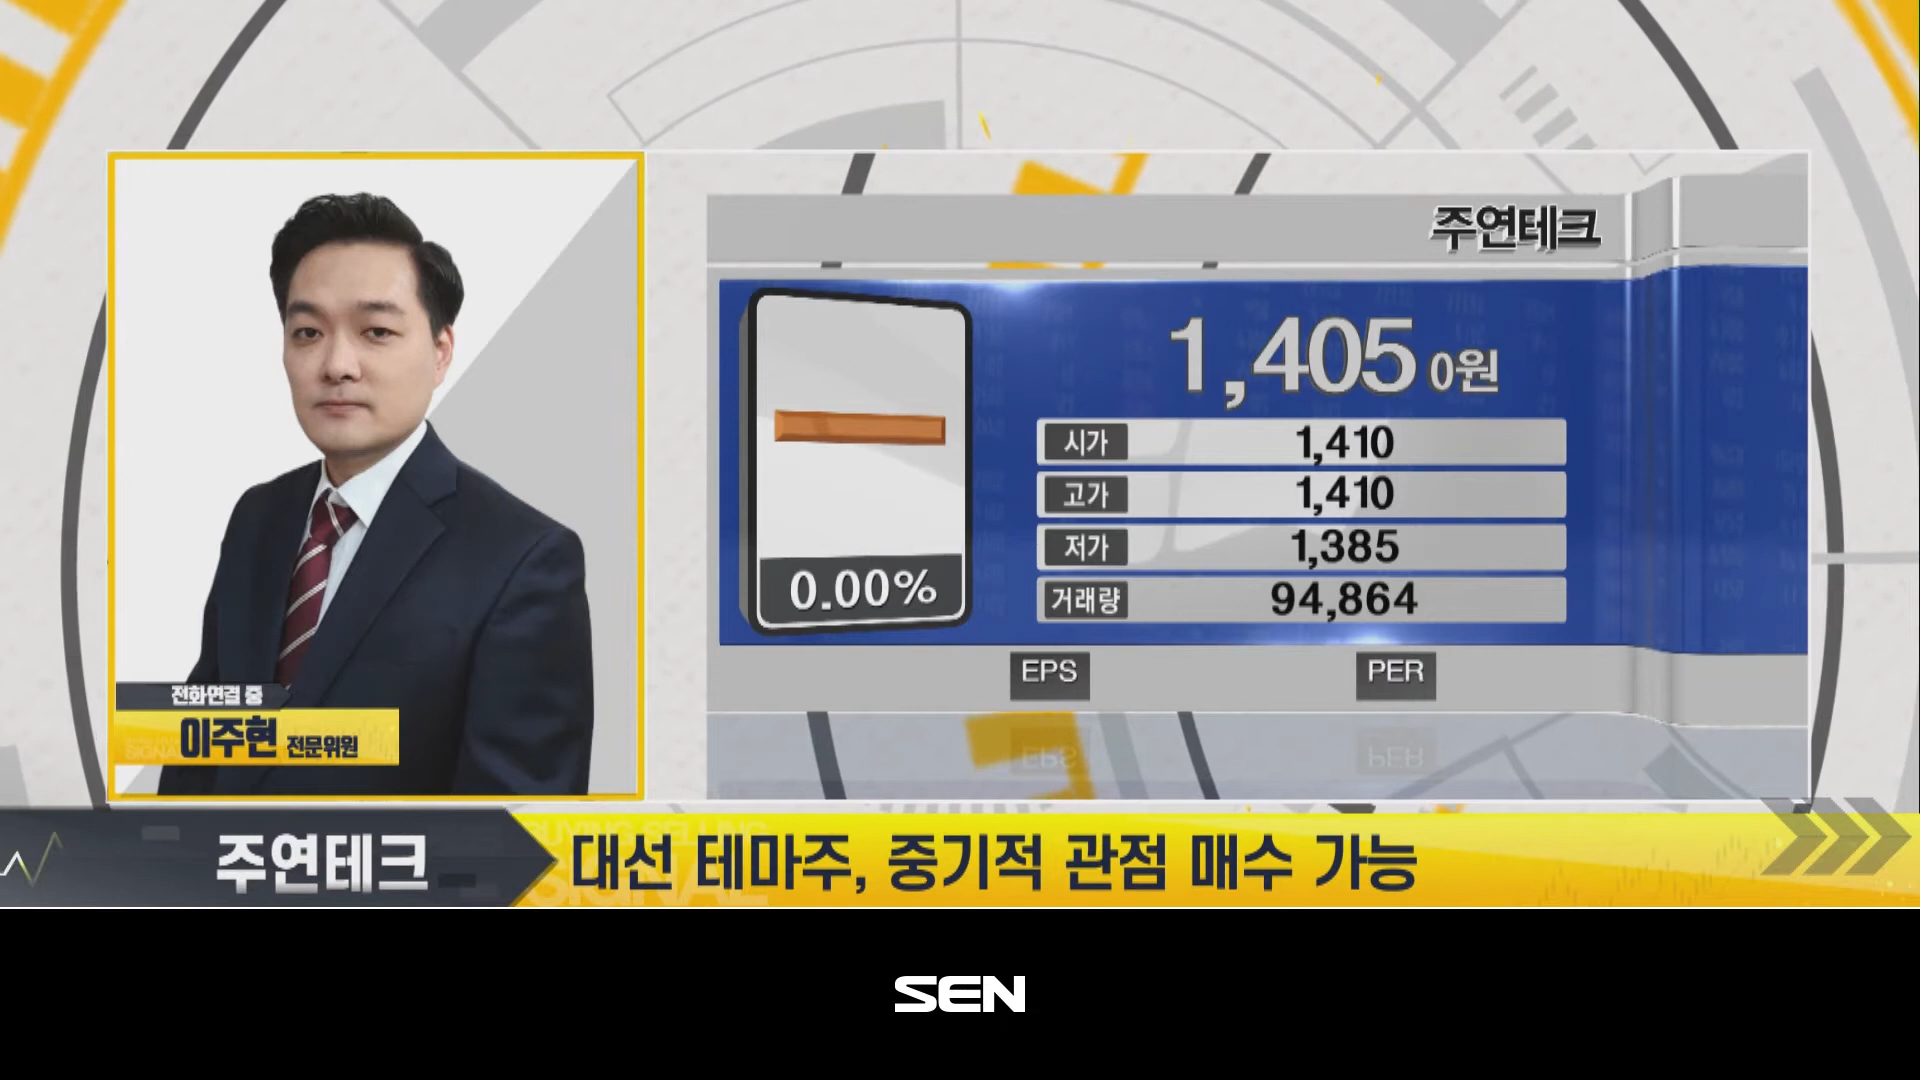 주연테크
1,405 0원
시가 1,410
고가 1,410
저가 1,385
거래량 94,864
0.00%
EPS PER
전화연결 중
이주현 전문위원
주연테크 대선 테마주, 중기적 관점 매수 가능
BUYING SELLING
SIGNAL
SEN